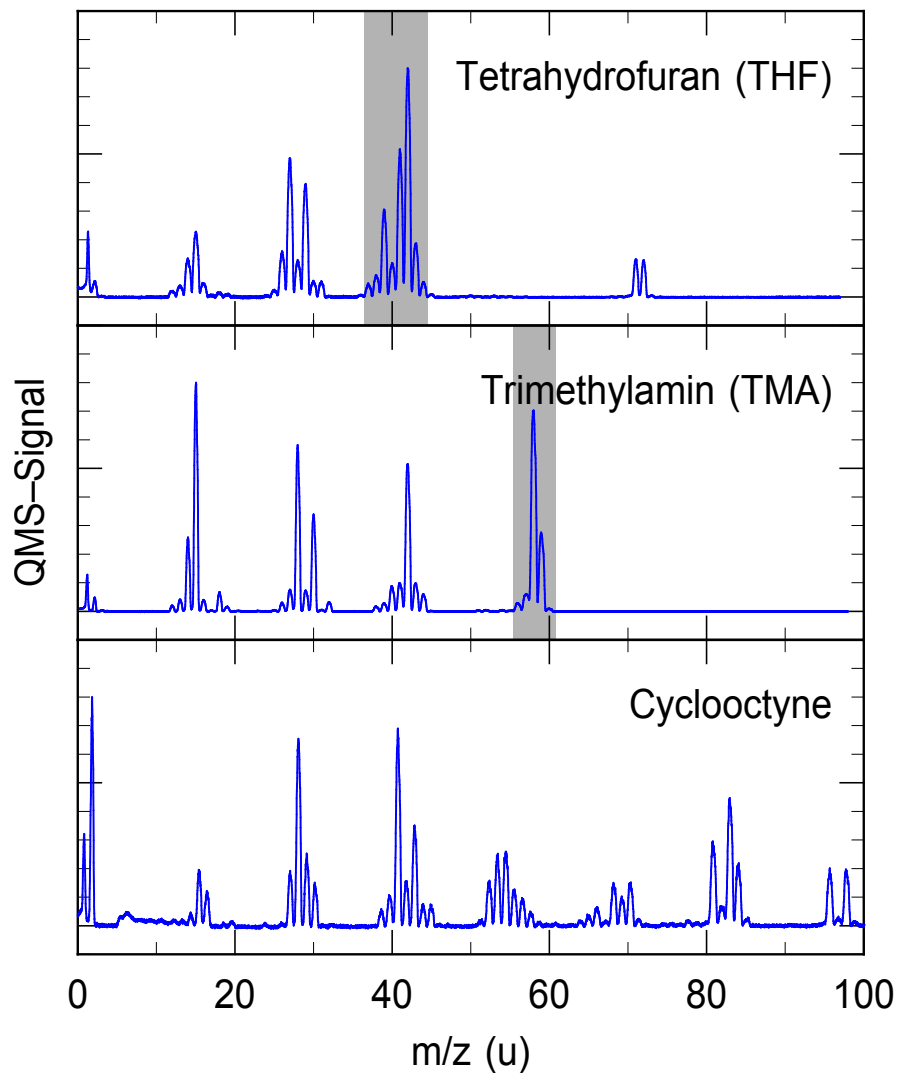 Tetrahydrofuran (THF)
Trimethylamin (TMA)
Cyclooctyne
QMS–Signal
0 20 40 60 80 100
m/z (u)